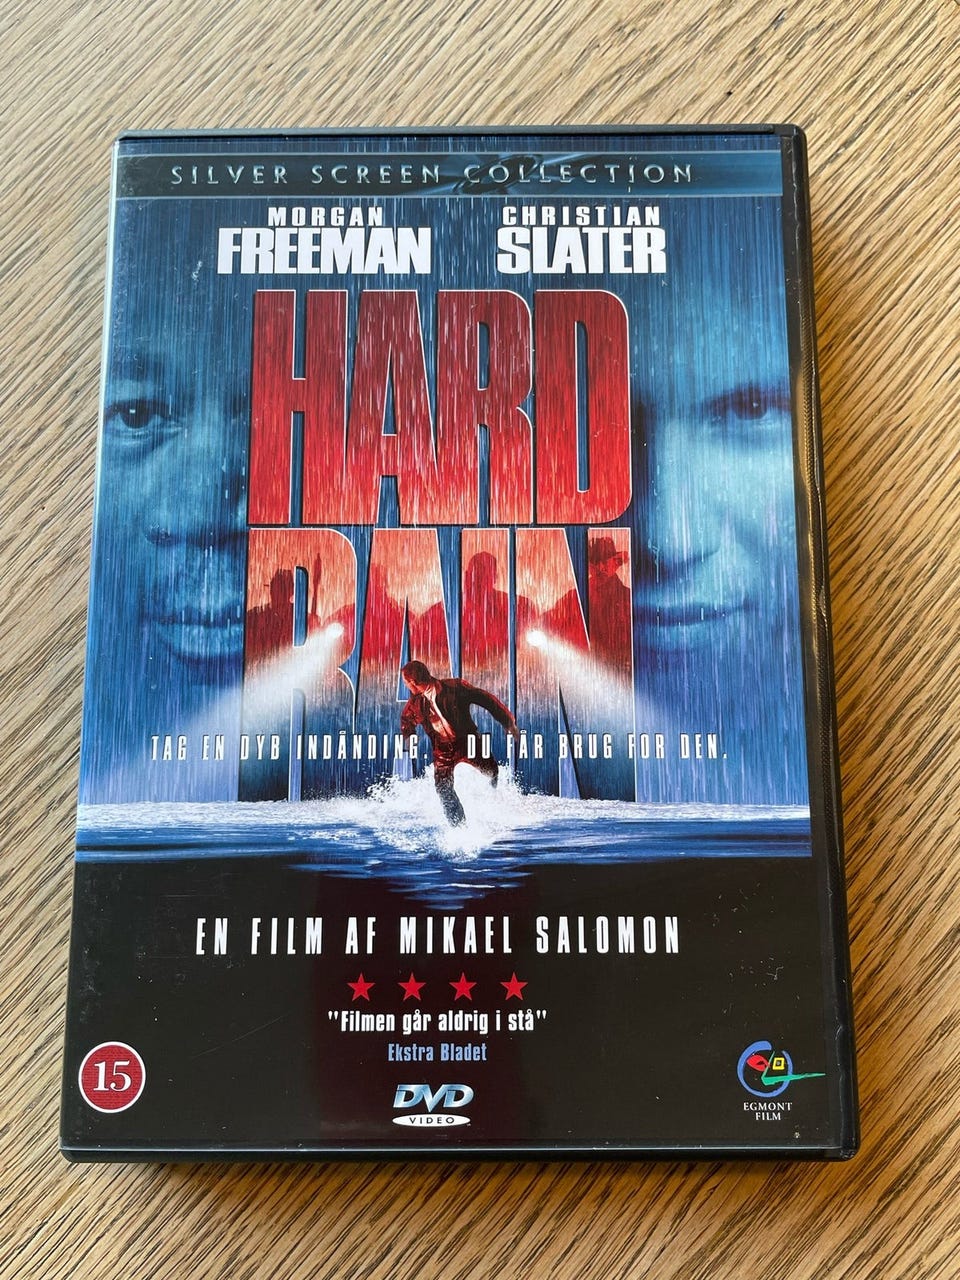 SILVER SCREEN COLLECTION
MORGAN FREEMAN
CHRISTIAN SLATER
HARD
RAIN
TAG EN DYB INDÅNDING. DU FÅR BRUG FOR DEN.
EN FILM AF MIKAEL SALOMON
"Filmen går aldrig i stå"
Ekstra Bladet
15
DVD
VIDEO
EGMONT
FILM